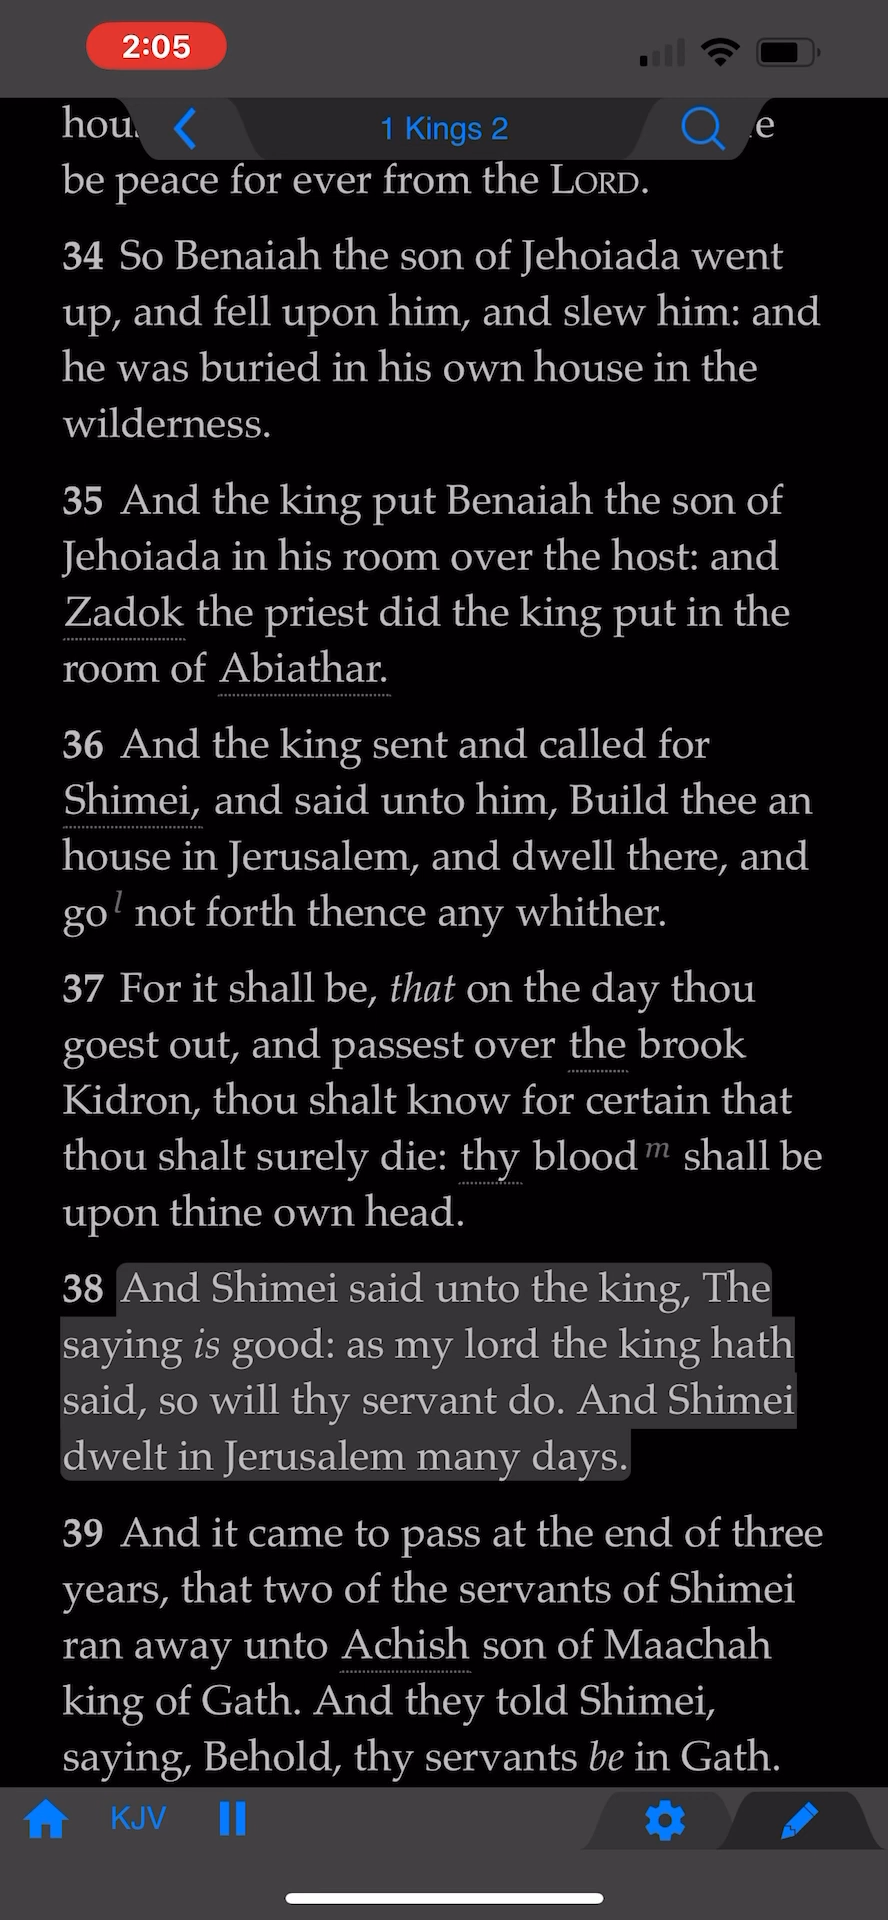 2:05
1 Kings 2
be peace for ever from the LORD.
34 So Benaiah the son of Jehoiada went
up, and fell upon him, and slew him: and
he was buried in his own house in the
wilderness.
35 And the king put Benaiah the son of
Jehoiada in his room over the host: and
Zadok the priest did the king put in the
room of Abiathar.
36 And the king sent and called for
Shimei, and said unto him, Build thee an
house in Jerusalem, and dwell there, and
go l not forth thence any whither.
37 For it shall be, that on the day thou
goest out, and passest over the brook
Kidron, thou shalt know for certain that
thou shalt surely die: thy blood m shall be
upon thine own head.
38 And Shimei said unto the king, The
saying is good: as my lord the king hath
said, so will thy servant do. And Shimei
dwelt in Jerusalem many days.
39 And it came to pass at the end of three
years, that two of the servants of Shimei
ran away unto Achish son of Maachah
king of Gath. And they told Shimei,
saying, Behold, thy servants be in Gath.
KJV